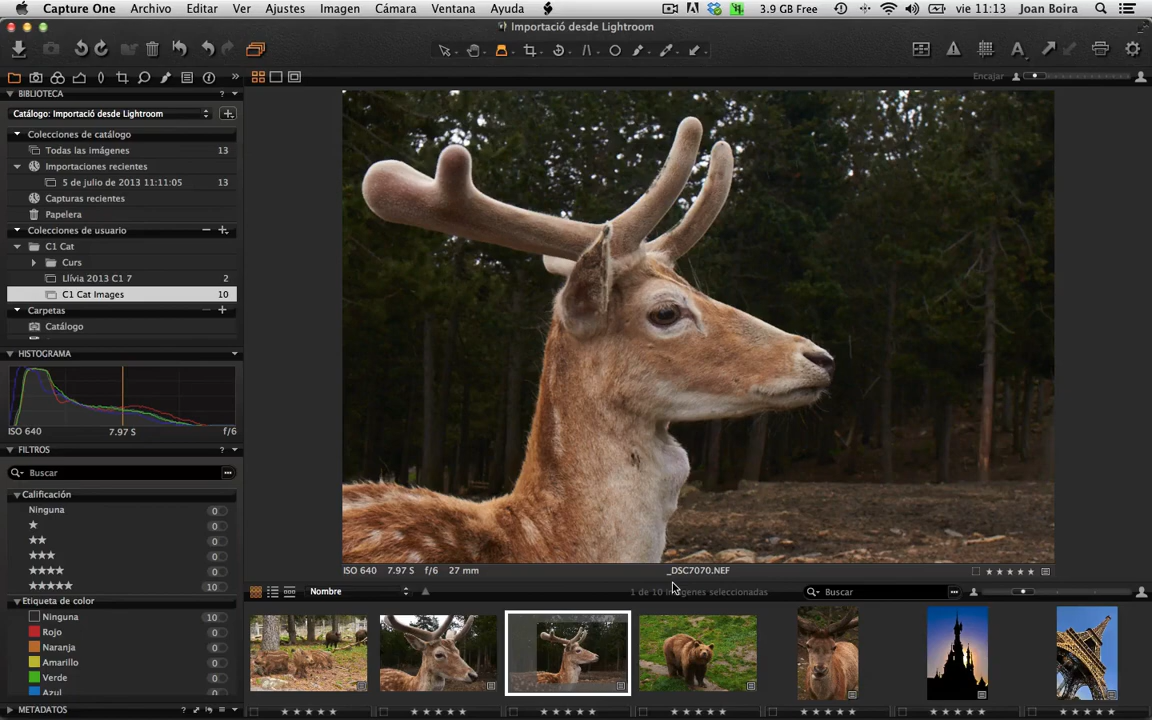 Capture One Archivo Editar Ver Ajustes Imagen Cámara Ventana Ayuda 3.9 GB Free vie 11:13 Joan Boira
Importació desde Lightroom
Encajar
BIBLIOTECA ?
Catálogo: Importació desde Lightroom
Colecciones de catálogo
Todas las imágenes 13
Importaciones recientes
5 de julio de 2013 11:11:05 13
Capturas recientes
Papelera
Colecciones de usuario
C1 Cat
Curs
Llívia 2013 C1 7 2
C1 Cat Images 10
Carpetas
Catálogo
HISTOGRAMA
ISO 640 7.97 S f/6
FILTROS ?
Buscar
Calificación
Ninguna 0
★ 0
★★ 0
★★★ 0
★★★★ 0
★★★★★ 10
Etiqueta de color
Ninguna 10
Rojo 0
Naranja 0
Amarillo 0
Verde 0
Azul 0
METADATOS ?
ISO 640 7.97 S f/6 27 mm _DSC7070.NEF
Nombre 1 de 10 imágenes seleccionadas Buscar